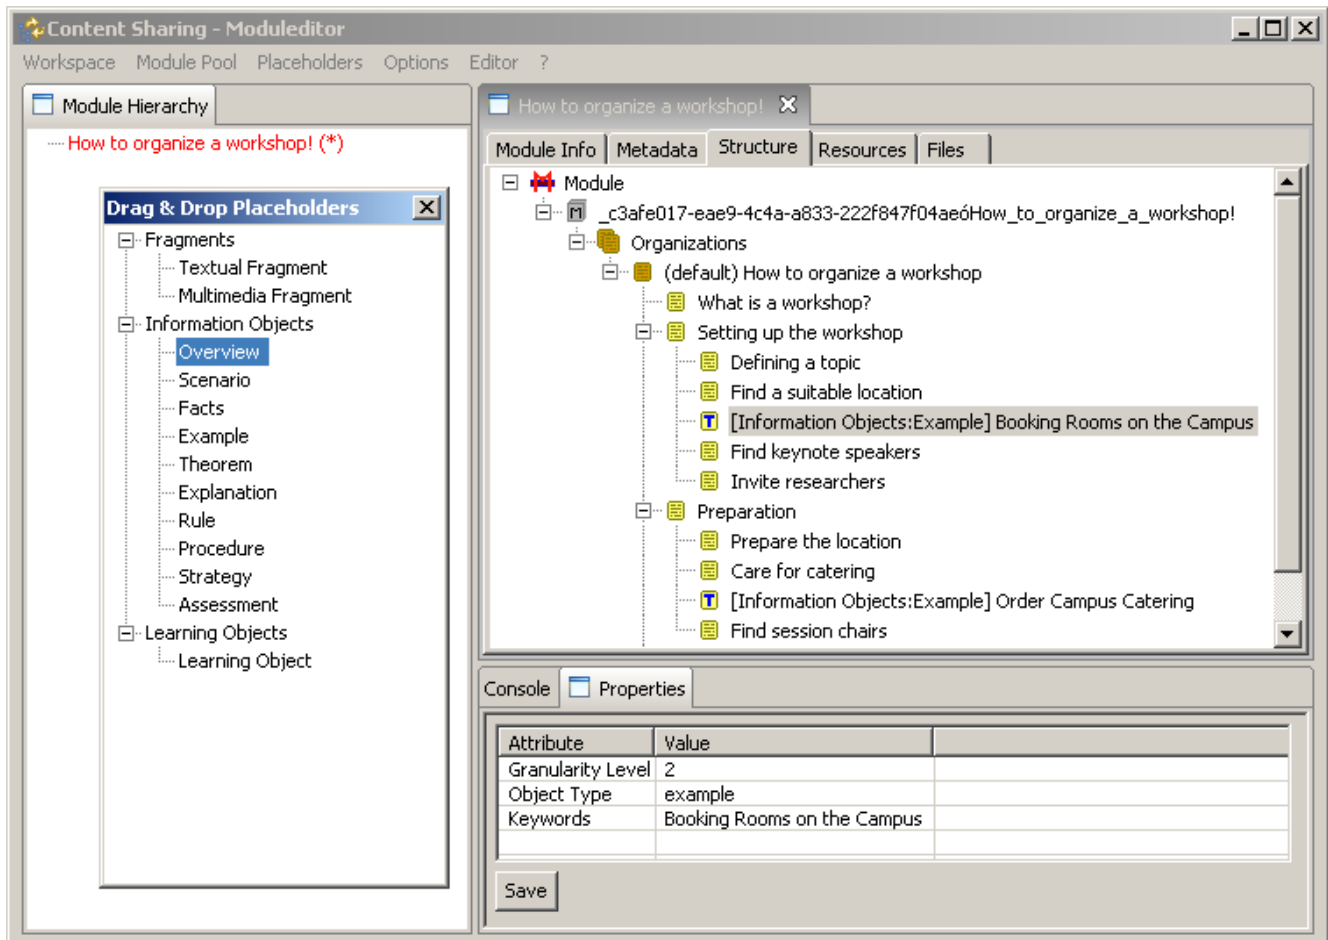 Content Sharing - Moduleditor
Workspace Module Pool Placeholders Options Editor ?
Module Hierarchy
How to organize a workshop! (*)
Drag & Drop Placeholders
Fragments
Textual Fragment
Multimedia Fragment
Information Objects
Overview
Scenario
Facts
Example
Theorem
Explanation
Rule
Procedure
Strategy
Assessment
Learning Objects
Learning Object
How to organize a workshop!
Module Info Metadata Structure Resources Files
Module
_c3afe017-eae9-4c4a-a833-222f847f04aeóHow_to_organize_a_workshop!
Organizations
(default) How to organize a workshop
What is a workshop?
Setting up the workshop
Defining a topic
Find a suitable location
[Information Objects:Example] Booking Rooms on the Campus
Find keynote speakers
Invite researchers
Preparation
Prepare the location
Care for catering
[Information Objects:Example] Order Campus Catering
Find session chairs
Console Properties
Attribute Value
Granularity Level 2
Object Type example
Keywords Booking Rooms on the Campus
Save